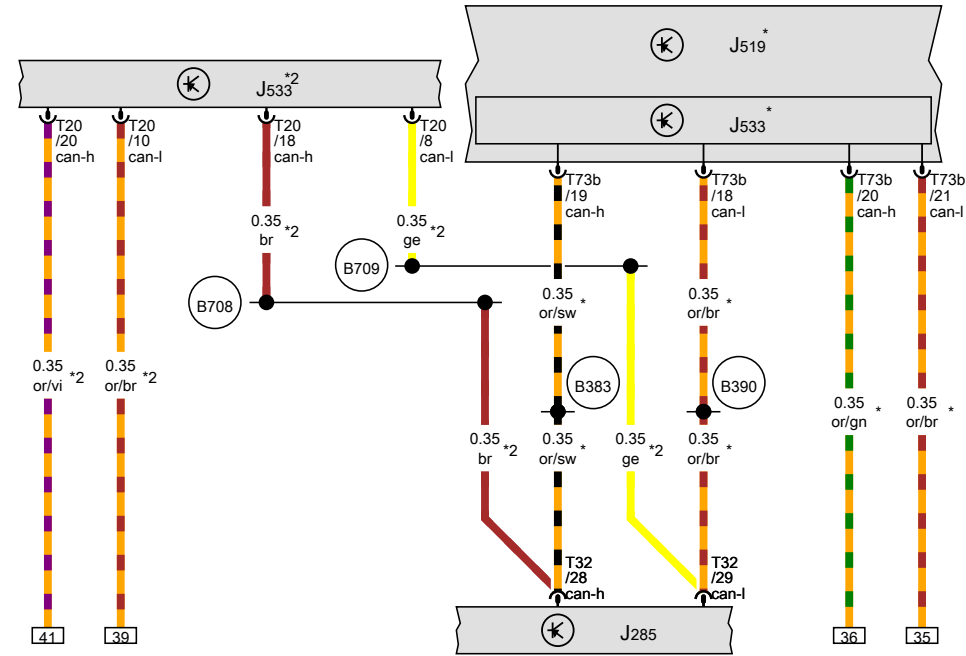 J519*
J533*2
J533*
T20
/20
can-h
T20
/10
can-l
T20
/18
can-h
T20
/8
can-l
T73b
/19
can-h
T73b
/18
can-l
T73b
/20
can-h
T73b
/21
can-l
0.35
br *2
0.35
ge *2
B709
B708
0.35
or/sw *
0.35
or/br *
0.35
or/vi *2
0.35
or/br *2
B383
B390
0.35
or/gn *
0.35
or/br *
0.35
br *2
0.35
or/sw *
0.35
ge *2
0.35
or/br *
T32
/28
can-h
T32
/29
can-l
41
39
J285
36
35